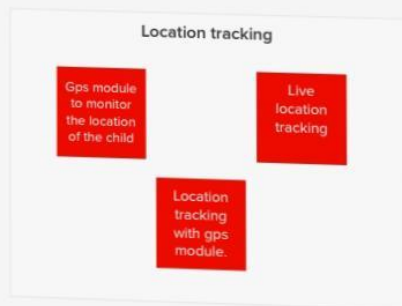 Location tracking
Gps module
to monitor
the location
of the child
Live
location
tracking
Location
tracking
with gps
module.